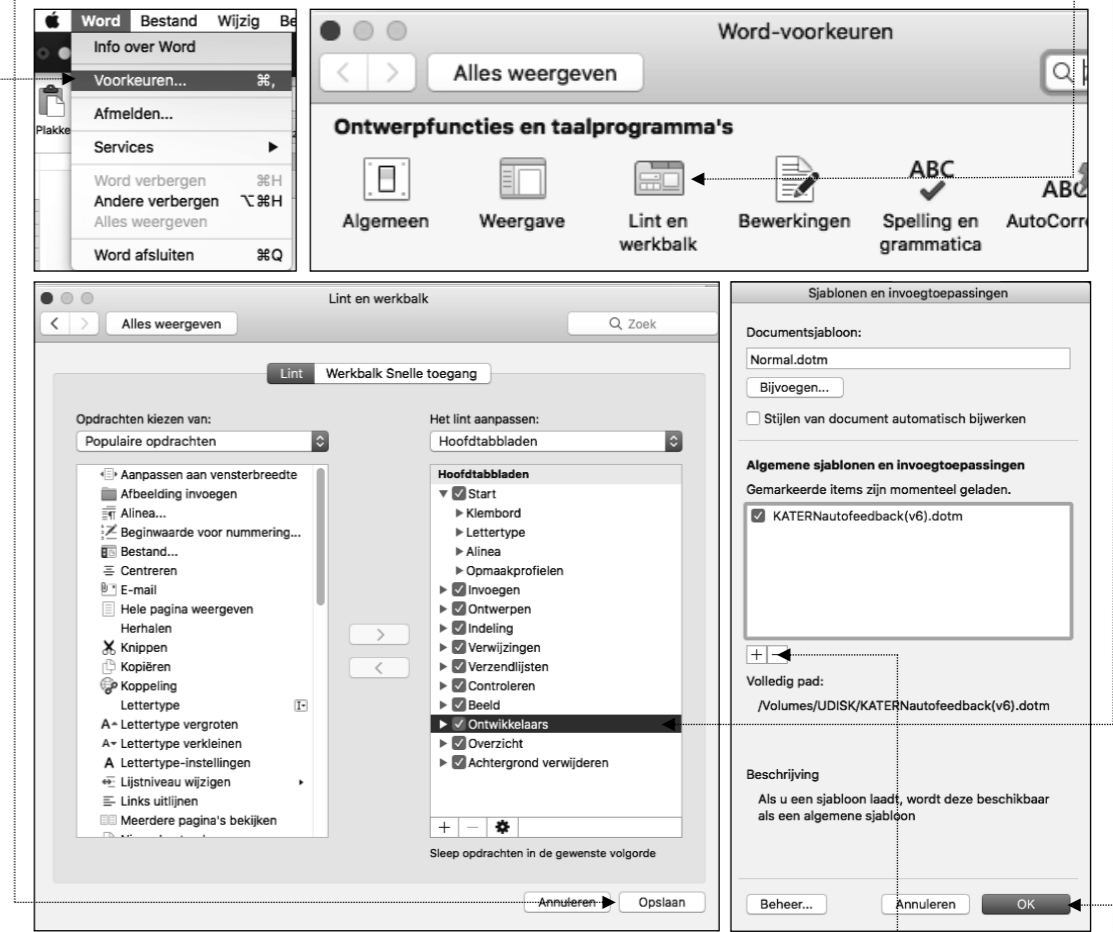 Word Bestand Wijzig Be
Info over Word
Voorkeuren... ⌘,
Plakke
Afmelden...
Services
Word verbergen ⌘H
Andere verbergen ⌥⌘H
Alles weergeven
Word afsluiten ⌘Q
Word-voorkeuren
Alles weergeven
Ontwerpfuncties en taalprogramma's
ABC
ABC
Algemeen
Weergave
Lint en
werkbalk
Bewerkingen
Spelling en
grammatica
AutoCorr
Lint en werkbalk
Alles weergeven
Zoek
Lint Werkbalk Snelle toegang
Opdrachten kiezen van:
Populaire opdrachten
Aanpassen aan vensterbreedte
Afbeelding invoegen
Alinea...
Beginwaarde voor nummering...
Bestand...
Centreren
E-mail
Hele pagina weergeven
Herhalen
Knippen
Kopiëren
Koppeling
Lettertype
Lettertype vergroten
Lettertype verkleinen
Lettertype-instellingen
Lijstniveau wijzigen
Links uitlijnen
Meerdere pagina's bekijken
Het lint aanpassen:
Hoofdtabbladen
Hoofdtabbladen
Start
Klembord
Lettertype
Alinea
Opmaakprofielen
Invoegen
Ontwerpen
Indeling
Verwijzingen
Verzendlijsten
Controleren
Beeld
Ontwikkelaars
Overzicht
Achtergrond verwijderen
Sleep opdrachten in de gewenste volgorde
Annuleren Opslaan
Sjablonen en invoegtoepassingen
Documentsjabloon:
Normal.dotm
Bijvoegen...
Stijlen van document automatisch bijwerken
Algemene sjablonen en invoegtoepassingen
Gemarkeerde items zijn momenteel geladen.
KATERNautofeedback(v6).dotm
Volledig pad:
/Volumes/UDISK/KATERNautofeedback(v6).dotm
Beschrijving
Als u een sjabloon laadt, wordt deze beschikbaar
als een algemene sjabloon
Beheer... Annuleren OK